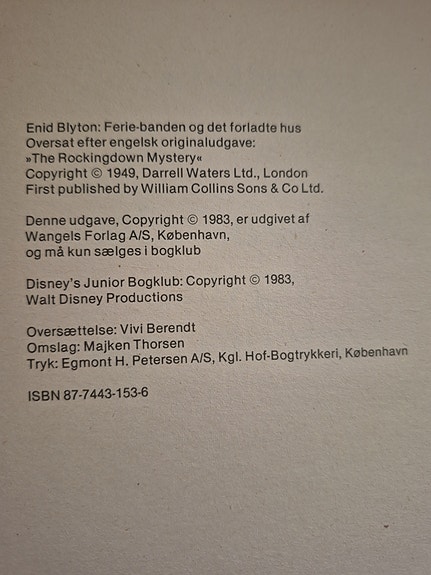 Enid Blyton: Ferie-banden og det forladte hus
Oversat efter engelsk originaludgave:
»The Rockingdown Mystery«
Copyright © 1949, Darrell Waters Ltd., London
First published by William Collins Sons & Co Ltd.
Denne udgave, Copyright © 1983, er udgivet af
Wangels Forlag A/S, København,
og må kun sælges i bogklub
Disney's Junior Bogklub: Copyright © 1983,
Walt Disney Productions
Oversættelse: Vivi Berendt
Omslag: Majken Thorsen
Tryk: Egmont H. Petersen A/S, Kgl. Hof-Bogtrykkeri, København
ISBN 87-7443-153-6